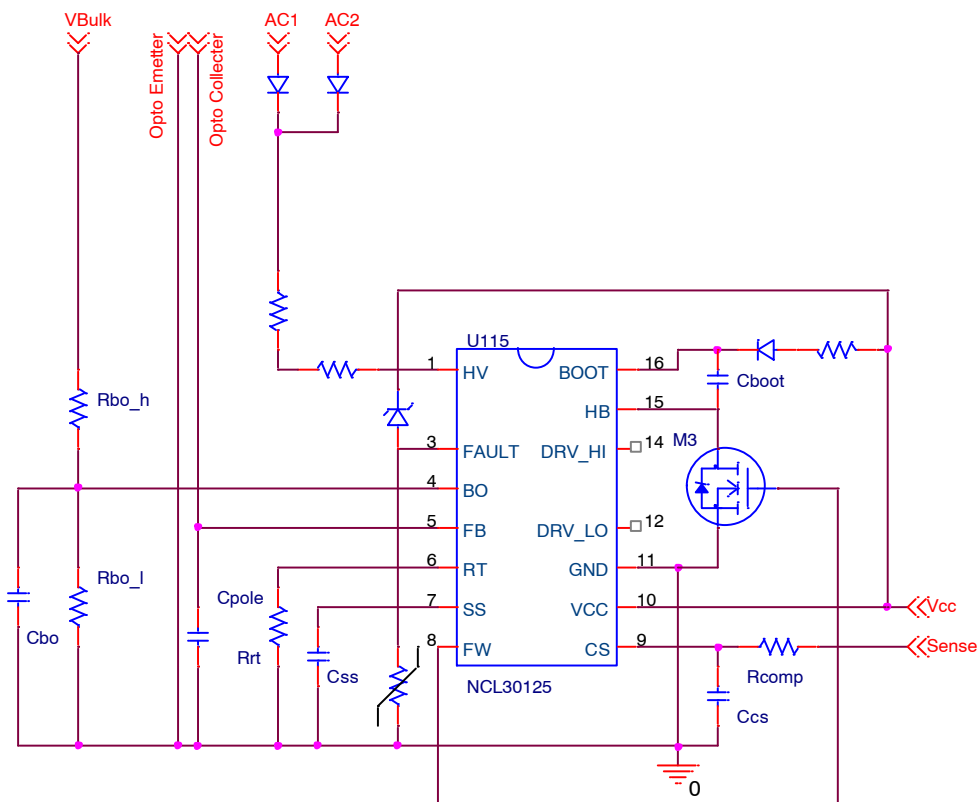 VBulk
AC1
AC2
Opto Emetter
Opto Collecter
U115
1
HV
BOOT
16
Cboot
Rbo_h
HB
15
3
FAULT
DRV_HI
14
M3
4
BO
5
FB
DRV_LO
12
6
RT
GND
11
Rbo_l
Cpole
7
SS
VCC
10
Vcc
Cbo
8
FW
CS
9
Sense
Rrt
Css
NCL30125
Rcomp
Ccs
0